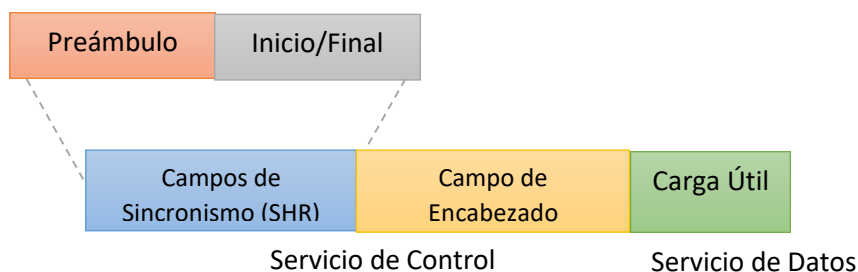 Preámbulo
Inicio/Final
Campos de
Sincronismo (SHR)
Campo de
Encabezado
Carga Útil
Servicio de Control
Servicio de Datos